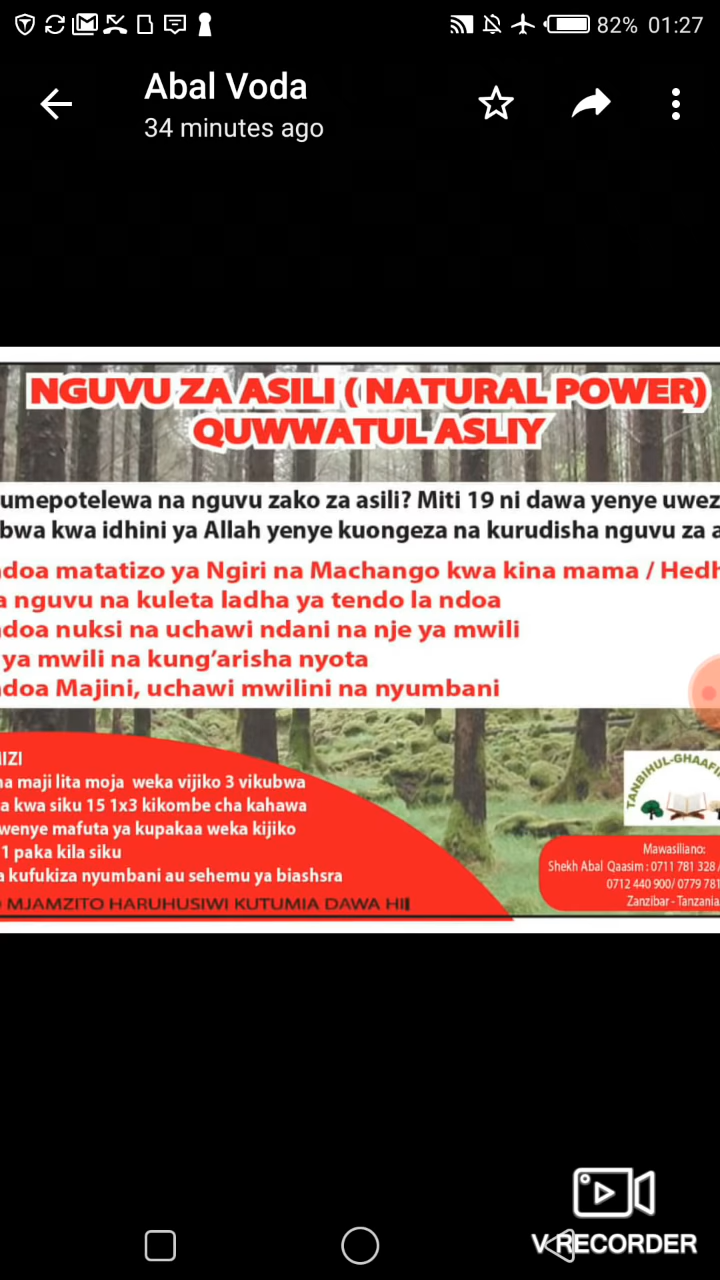 82% 01:27
Abal Voda
34 minutes ago
NGUVU ZA ASILI ( NATURAL POWER)
QUWWATUL ASLIY
umepotelewa na nguvu zako za asili? Miti 19 ni dawa yenye uwez
bwa kwa idhini ya Allah yenye kuongeza na kurudisha nguvu za a
doa matatizo ya Ngiri na Machango kwa kina mama / Hedh
a nguvu na kuleta ladha ya tendo la ndoa
doa nuksi na uchawi ndani na nje ya mwili
ya mwili na kung'arisha nyota
doa Majini, uchawi mwilini na nyumbani
IZI
na maji lita moja weka vijiko 3 vikubwa
a kwa siku 15 1x3 kikombe cha kahawa
wenye mafuta ya kupakaa weka kijiko
1 paka kila siku
a kufukiza nyumbani au sehemu ya biashsra
MJAMZITO HARUHUSIWI KUTUMIA DAWA HII
TANBIHUL-GHAAFI
Mawasiliano:
Shekh Abal Qaasim : 0711 781 328 /
0712 440 900/ 0779 781
Zanzibar - Tanzania
V RECORDER